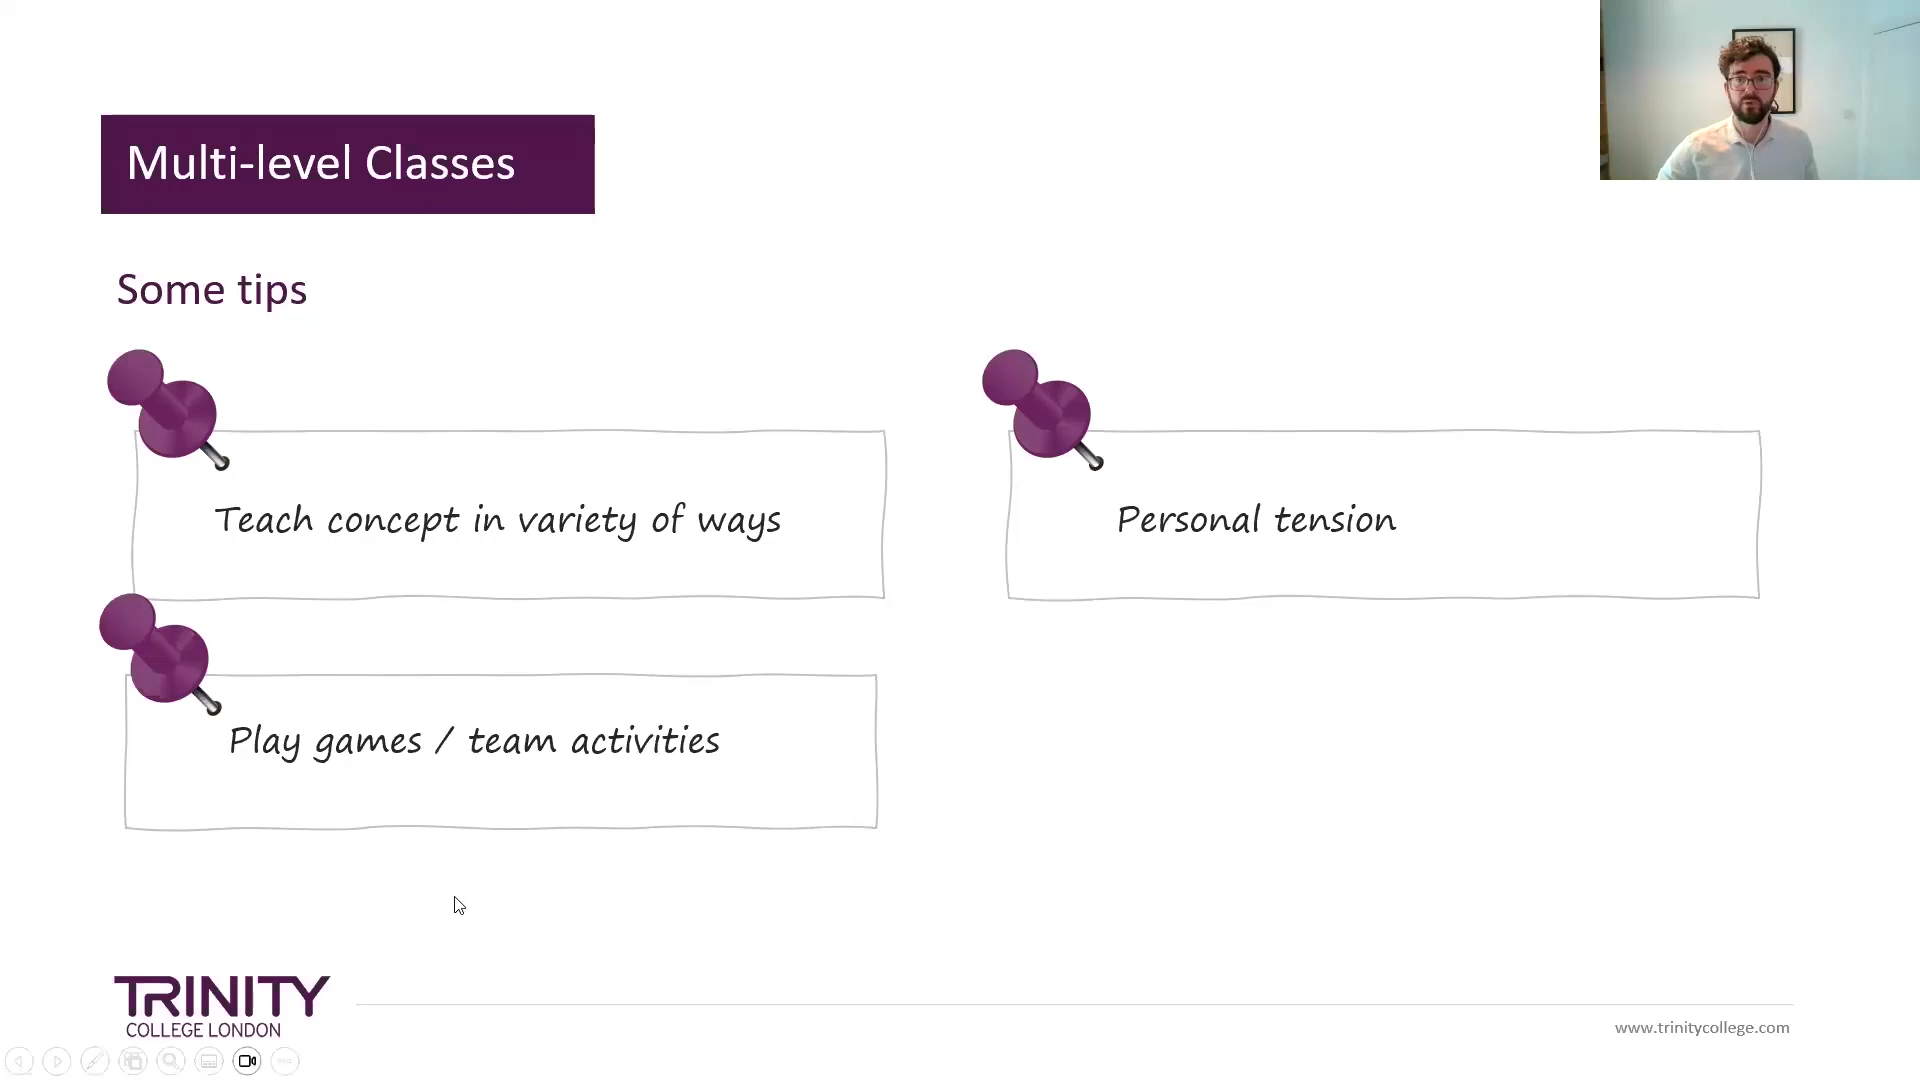 Multi-level Classes
Some tips
Teach concept in variety of ways
Personal tension
Play games / team activities
TRINITY
COLLEGE LONDON
www.trinitycollege.com